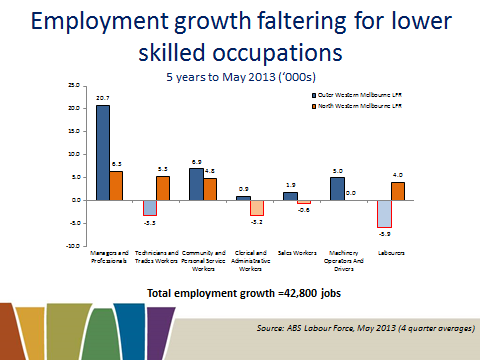 Employment growth faltering for lower
skilled occupations
5 years to May 2013 ('000s)
25.0
20.0
15.0
10.0
5.0
0.0
-5.0
-10.0
Outer Western Melbourne LFR
North Western Melbourne LFR
20.7
6.3
-3.3
5.3
6.9
4.8
0.9
-3.2
1.9
-0.6
5.0
0.0
-5.9
4.0
Managers and
Professionals
Technicians and
Trades Workers
Community and
Personal Service
Workers
Clerical and
Administrative
Workers
Sales Workers
Machinery
Operators And
Drivers
Labourers
Total employment growth =42,800 jobs
Source: ABS Labour Force, May 2013 (4 quarter averages)